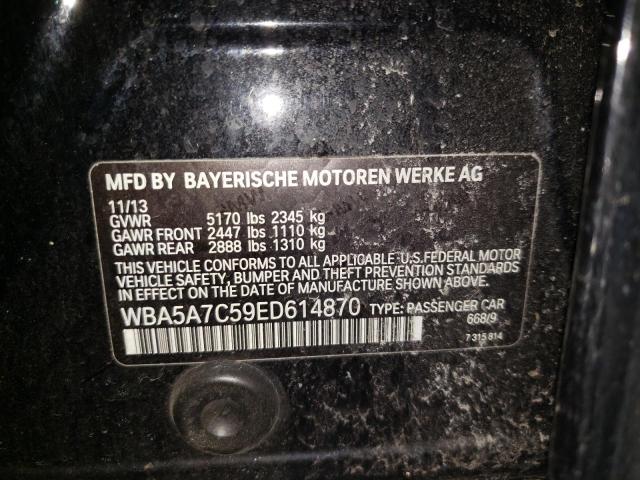 MFD BY BAYERISCHE MOTOREN WERKE AG
11/13
GVWR 5170 lbs 2345 kg
GAWR FRONT 2447 lbs 1110 kg
GAWR REAR 2888 lbs 1310 kg
THIS VEHICLE CONFORMS TO ALL APPLICABLE U.S.FEDERAL MOTOR
VEHICLE SAFETY, BUMPER AND THEFT PREVENTION STANDARDS
IN EFFECT ON THE DATE OF MANUFACTURE SHOWN ABOVE.
WBA5A7C59ED614870 TYPE: PASSENGER CAR
668/9
7 315 814